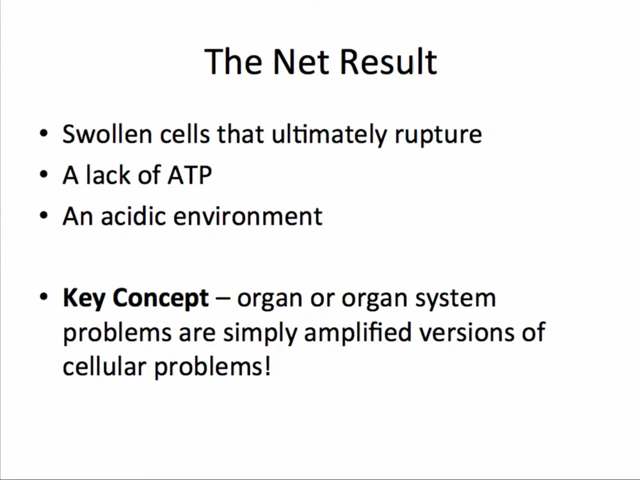 The Net Result
• Swollen cells that ultimately rupture
• A lack of ATP
• An acidic environment
• Key Concept – organ or organ system
problems are simply amplified versions of
cellular problems!